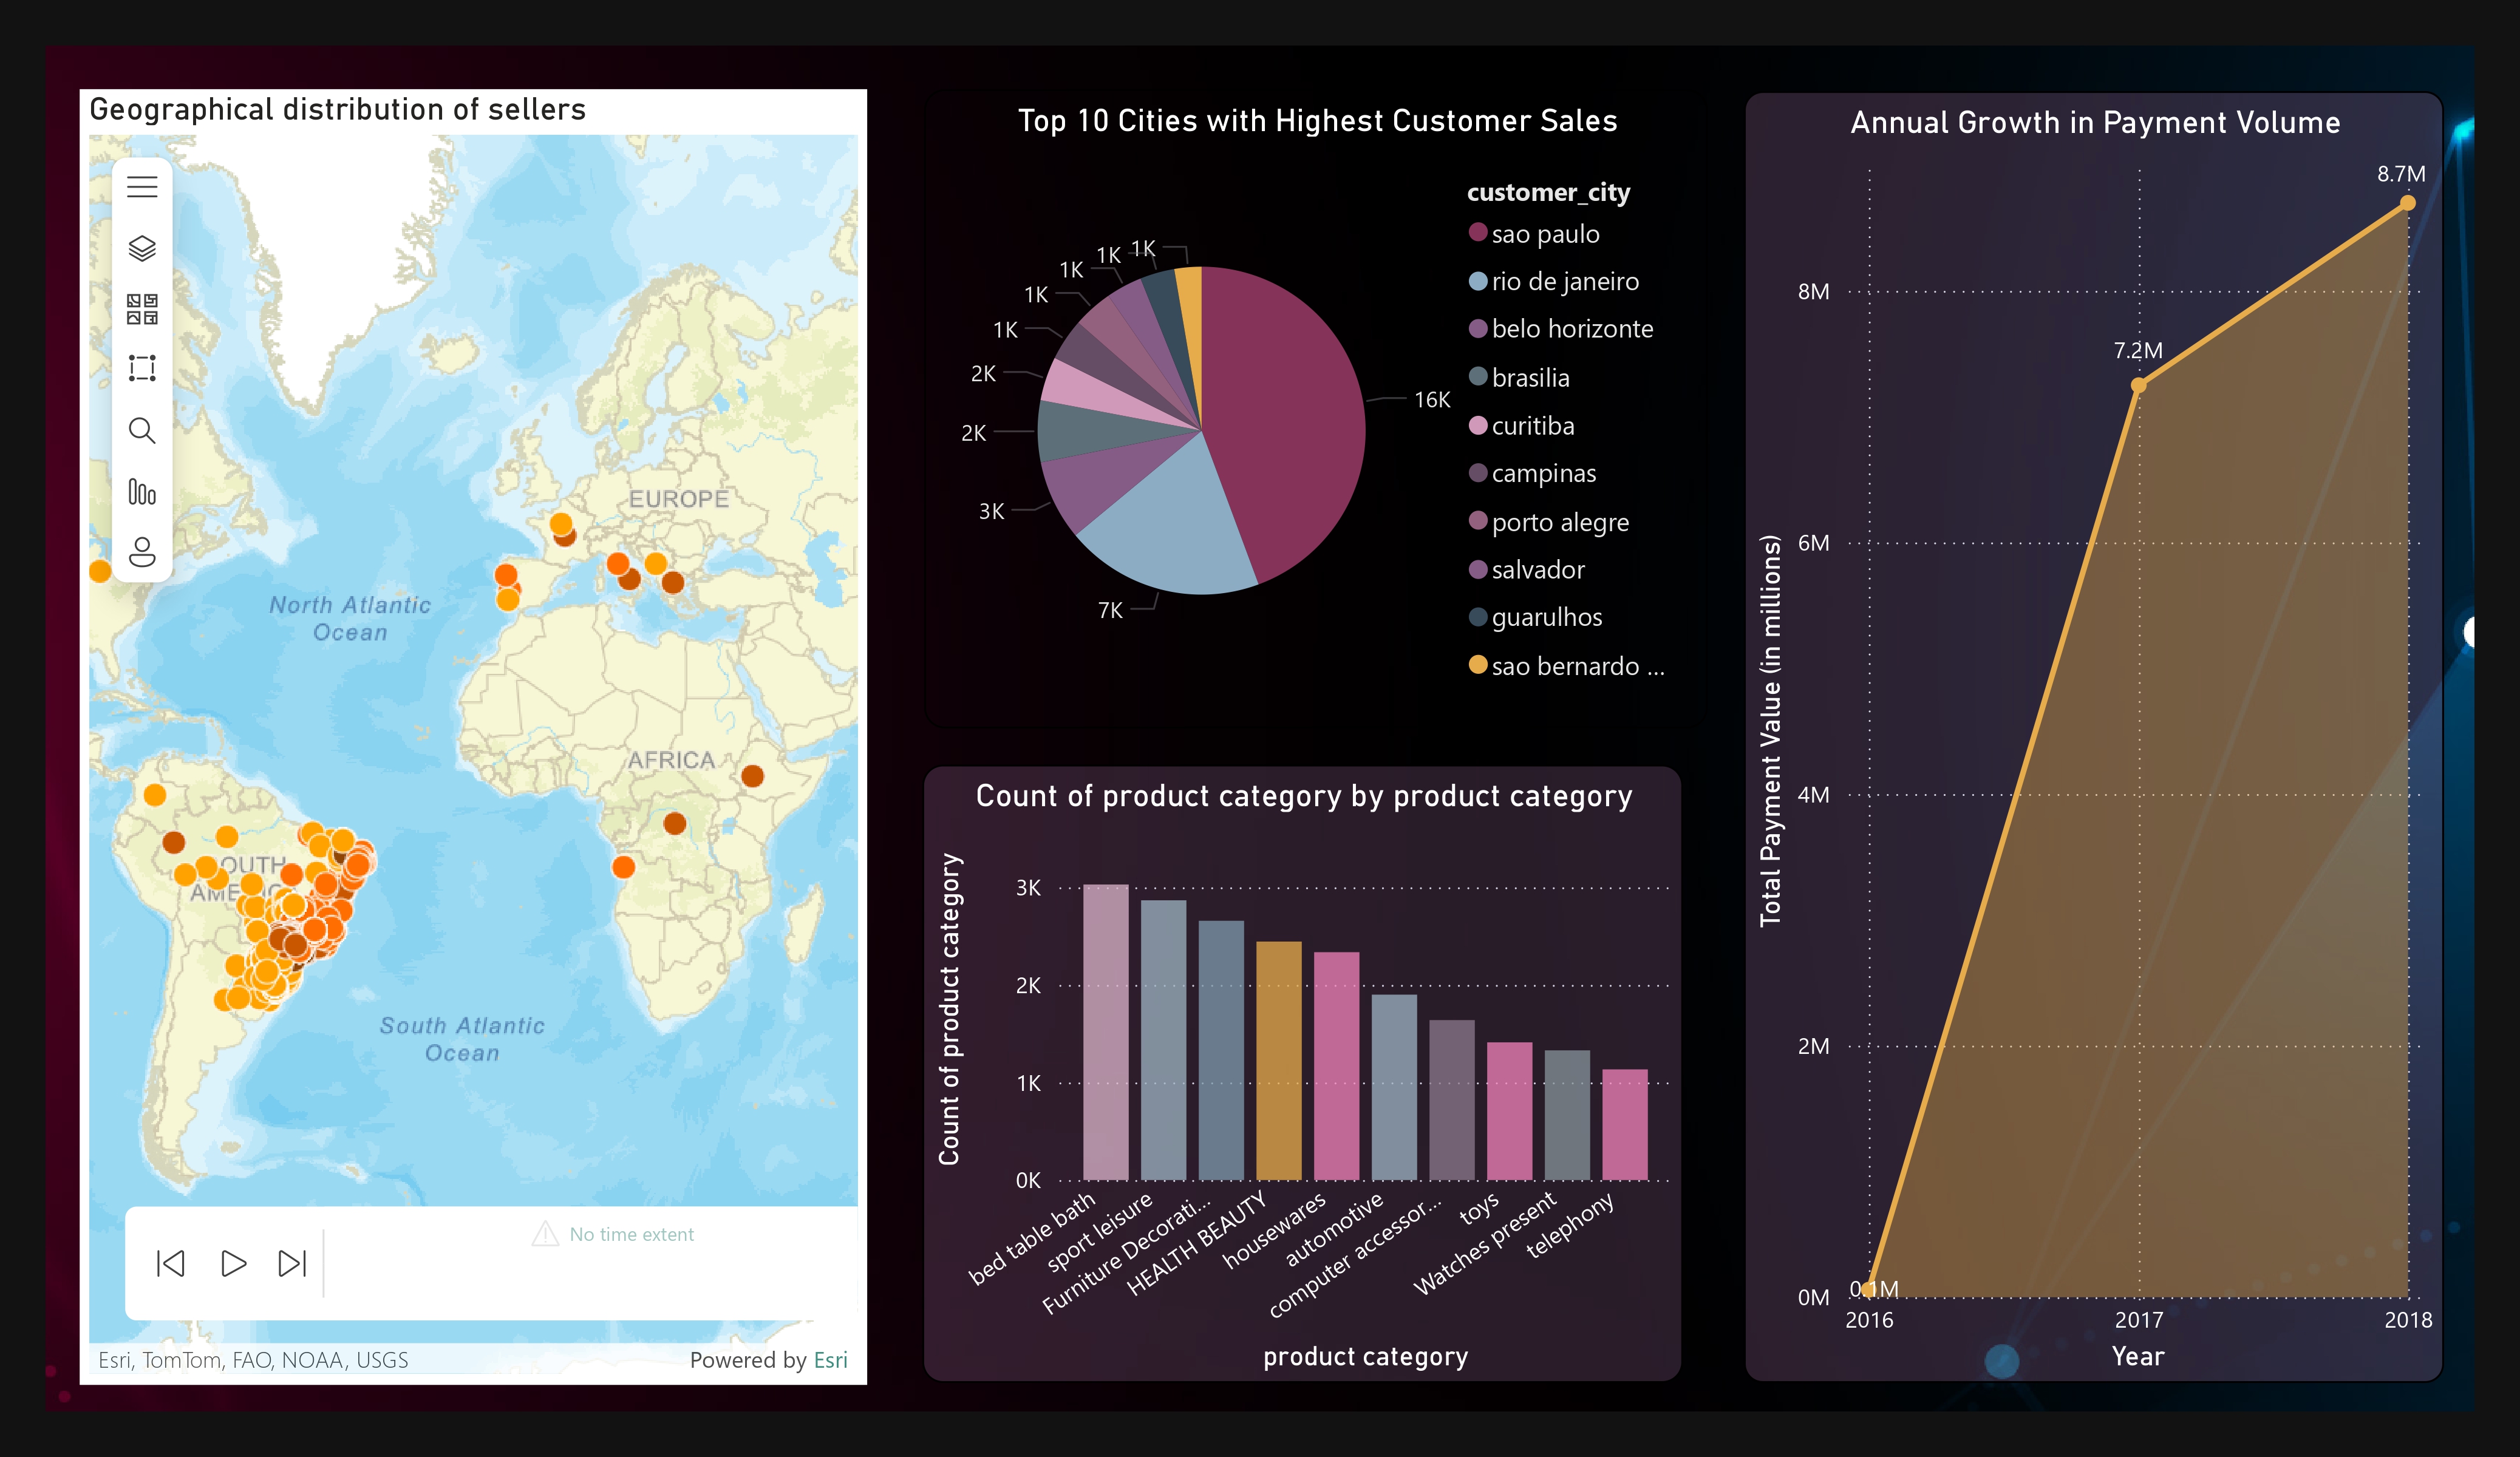 Geographical distribution of sellers
EUROPE
North Atlantic
Ocean
AFRICA
OUTH
AMERIC
South Atlantic
Ocean
No time extent
Esri, TomTom, FAO, NOAA, USGS
Powered by Esri
Top 10 Cities with Highest Customer Sales
1K
1K
1K
1K
1K
2K
2K
3K
7K
16K
customer_city
sao paulo
rio de janeiro
belo horizonte
brasilia
curitiba
campinas
porto alegre
salvador
guarulhos
sao bernardo ...
Count of product category by product category
Count of product category
3K
2K
1K
0K
bed table bath
sport leisure
Furniture Decorati...
HEALTH BEAUTY
housewares
automotive
computer accessor...
toys
Watches present
telephony
product category
Annual Growth in Payment Volume
Total Payment Value (in millions)
8M
6M
4M
2M
0M
8.7M
7.2M
0.1M
2016
2017
2018
Year